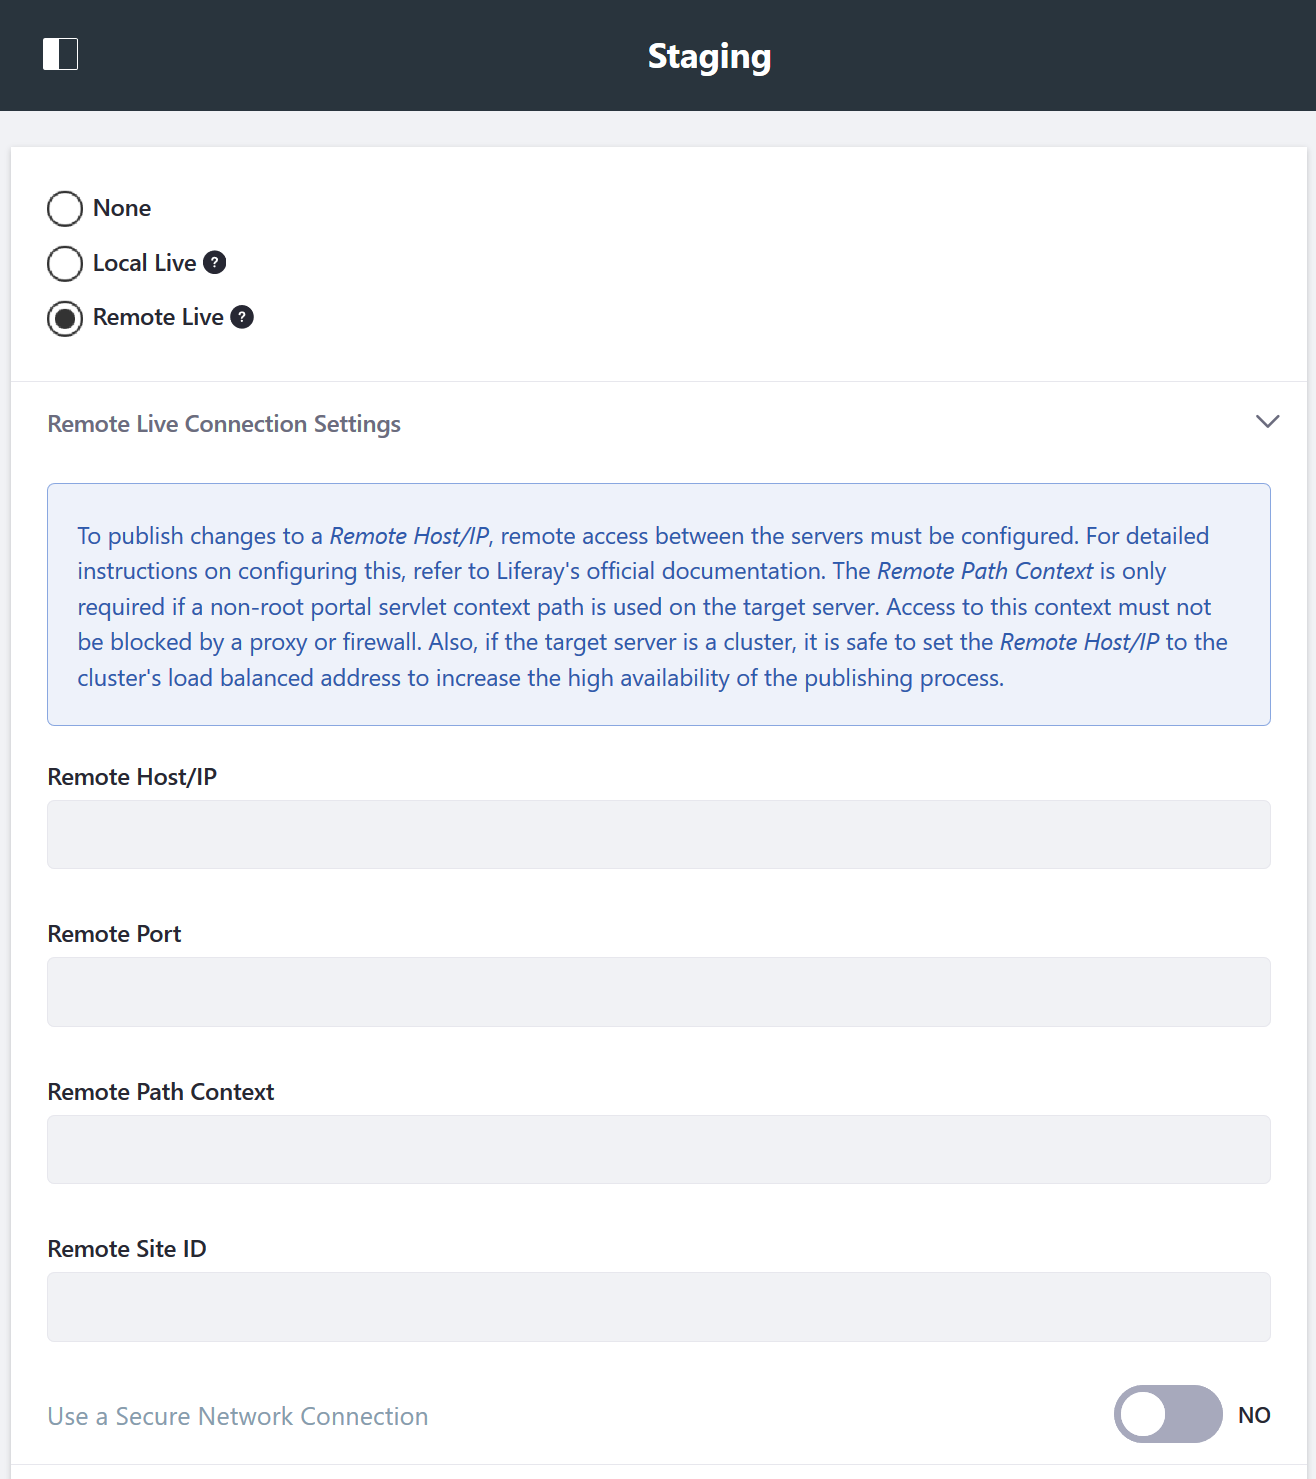 Staging
None
Local Live ?
Remote Live ?
Remote Live Connection Settings
To publish changes to a Remote Host/IP, remote access between the servers must be configured. For detailed
instructions on configuring this, refer to Liferay's official documentation. The Remote Path Context is only
required if a non-root portal servlet context path is used on the target server. Access to this context must not
be blocked by a proxy or firewall. Also, if the target server is a cluster, it is safe to set the Remote Host/IP to the
cluster's load balanced address to increase the high availability of the publishing process.
Remote Host/IP
Remote Port
Remote Path Context
Remote Site ID
Use a Secure Network Connection NO